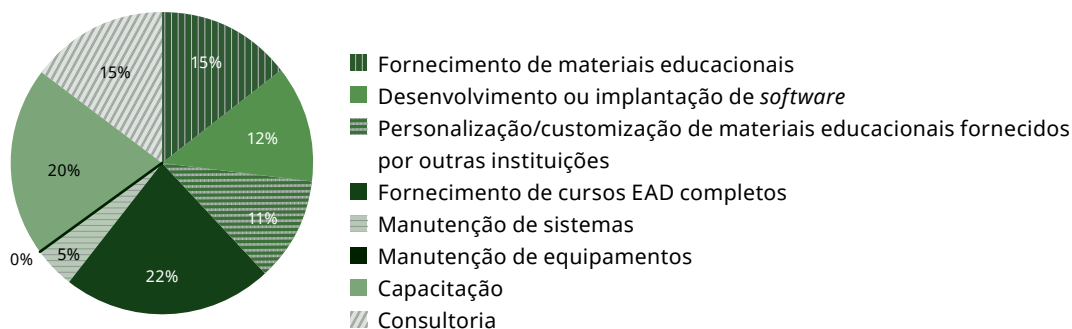 15%
15%
12%
20%
11%
0%
5%
22%
Fornecimento de materiais educacionais
Desenvolvimento ou implantação de software
Personalização/customização de materiais educacionais fornecidos
por outras instituições
Fornecimento de cursos EAD completos
Manutenção de sistemas
Manutenção de equipamentos
Capacitação
Consultoria